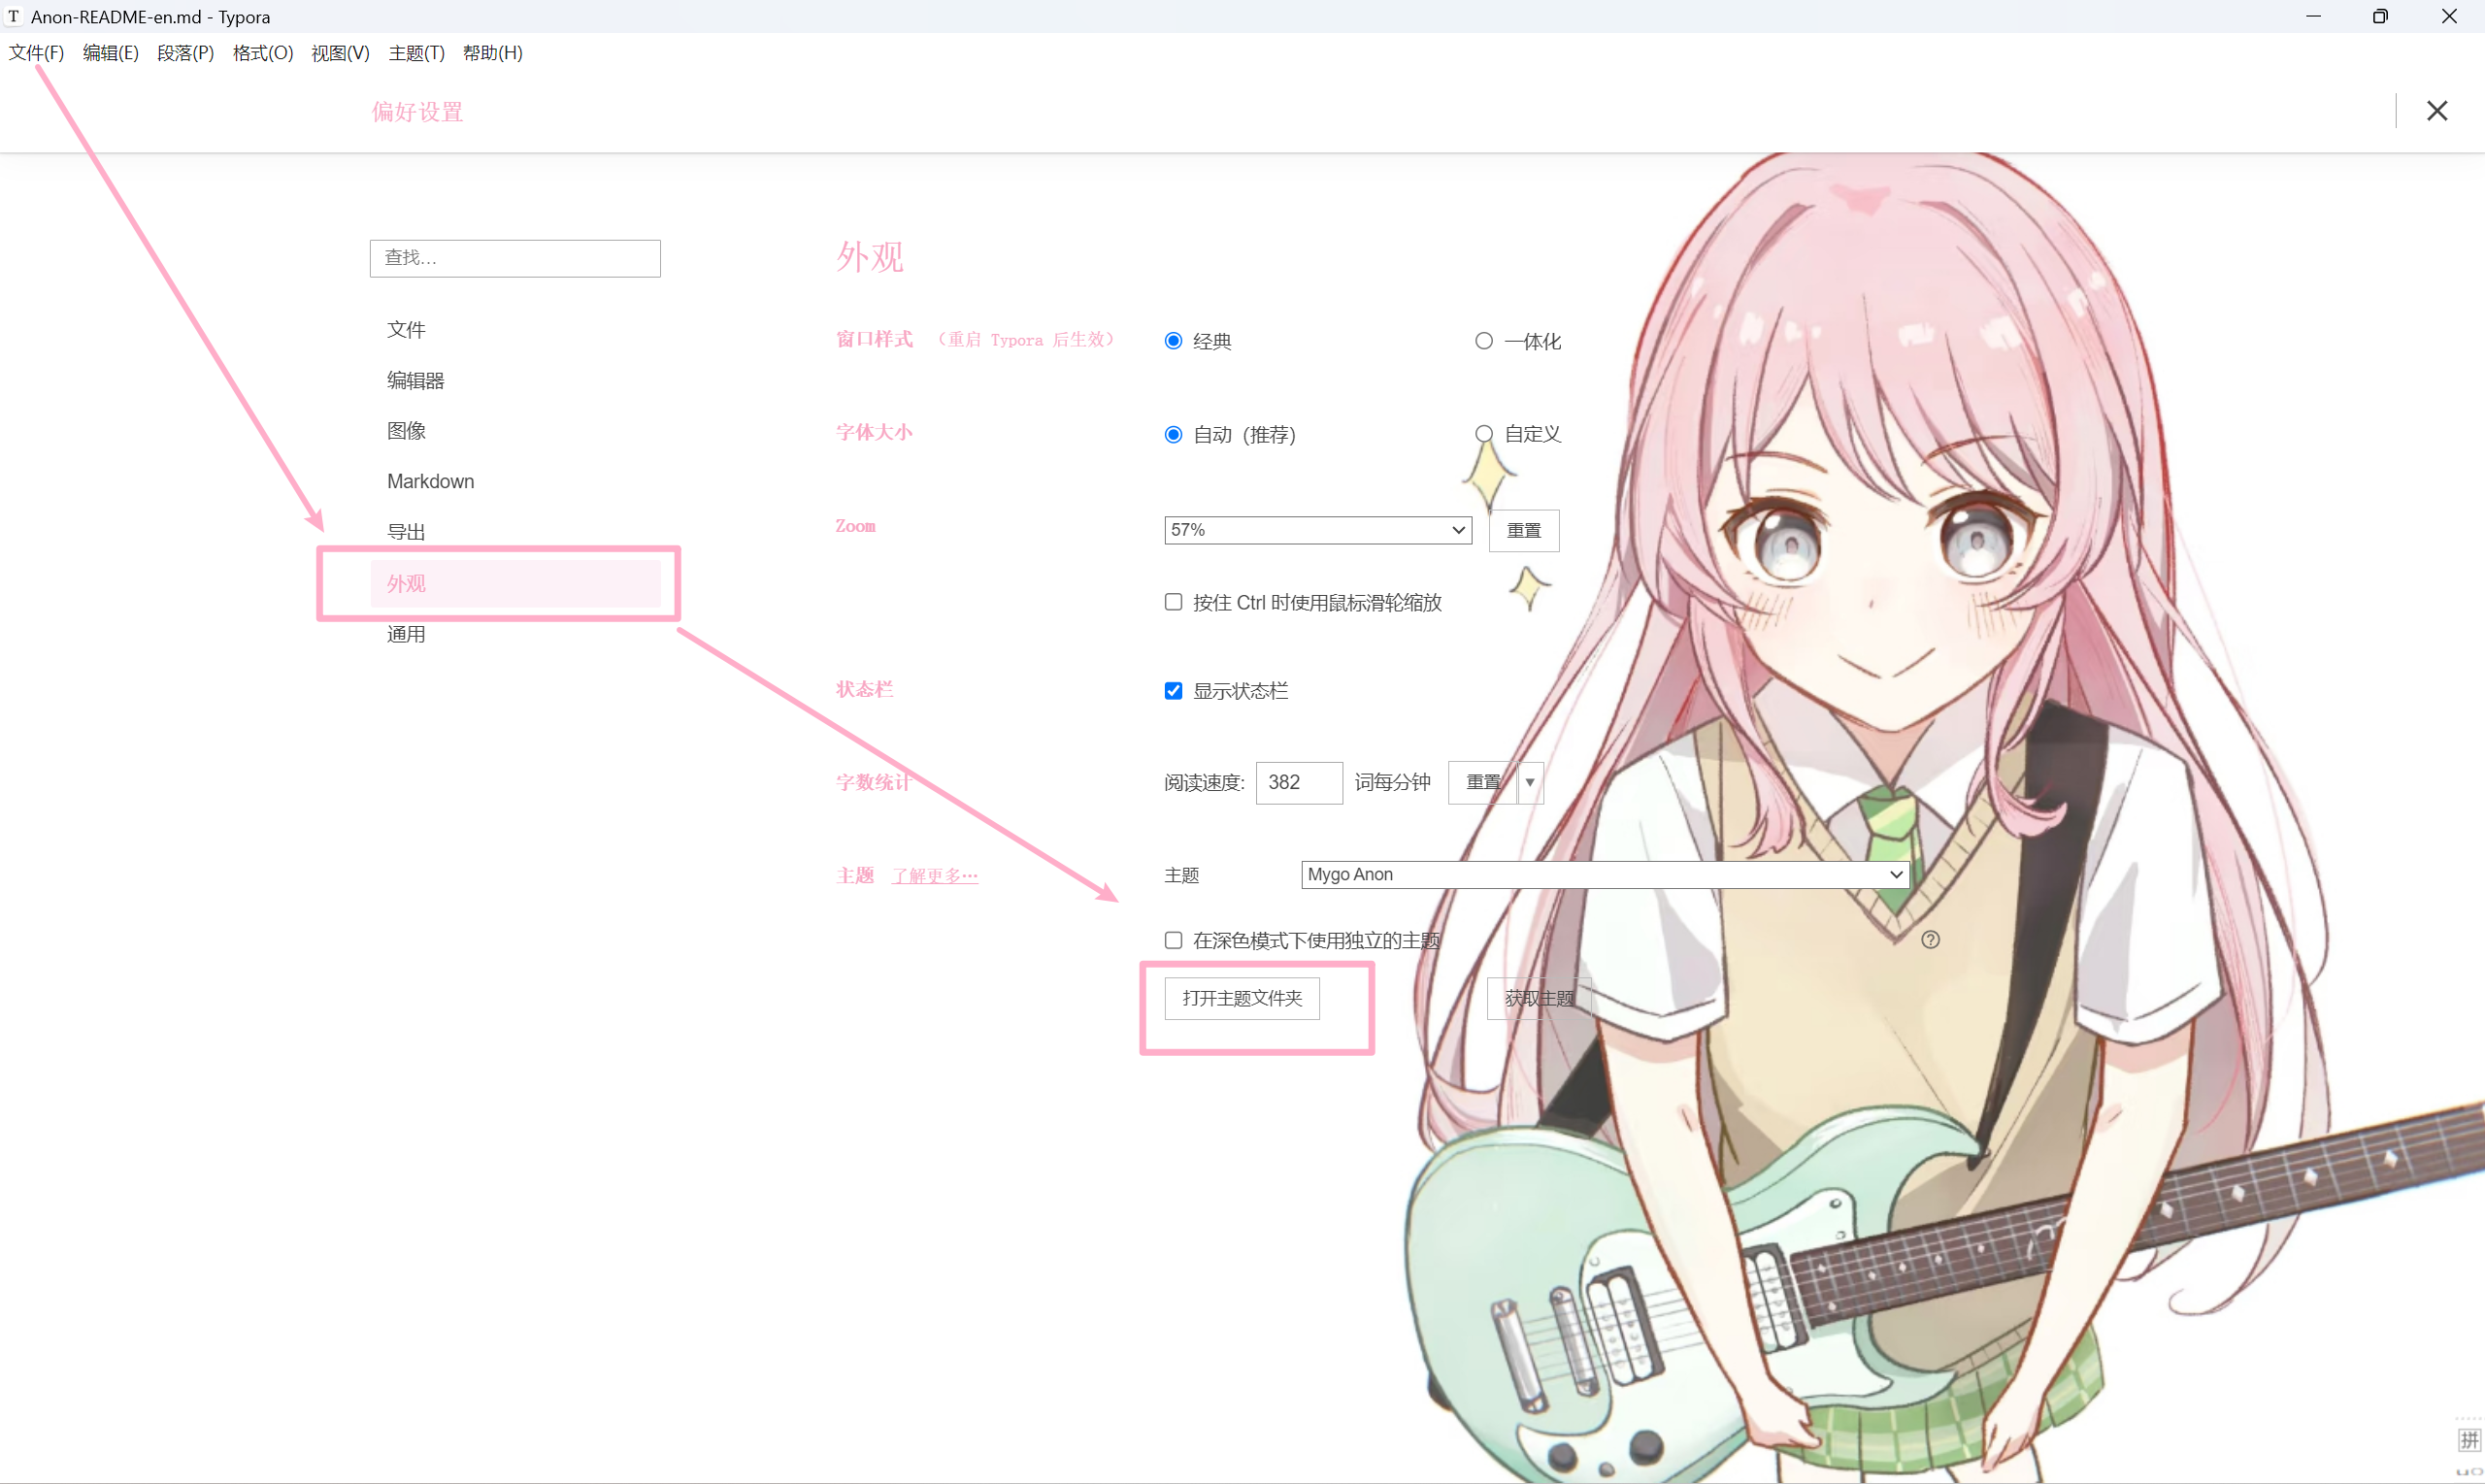 Anon-README-en.md - Typora
文件(F) 编辑(E) 段落(P) 格式(O) 视图(V) 主题(T) 帮助(H)
偏好设置
查找…
文件
编辑器
图像
Markdown
导出
外观
通用
外观
窗口样式 （重启 Typora 后生效） 经典 一体化
字体大小 自动 (推荐) 自定义
Zoom 57% 重置
按住 Ctrl 时使用鼠标滑轮缩放
状态栏 显示状态栏
字数统计 阅读速度: 382 词每分钟 重置
主题 了解更多… 主题 Mygo Anon
在深色模式下使用独立的主题
打开主题文件夹 获取主题
拼